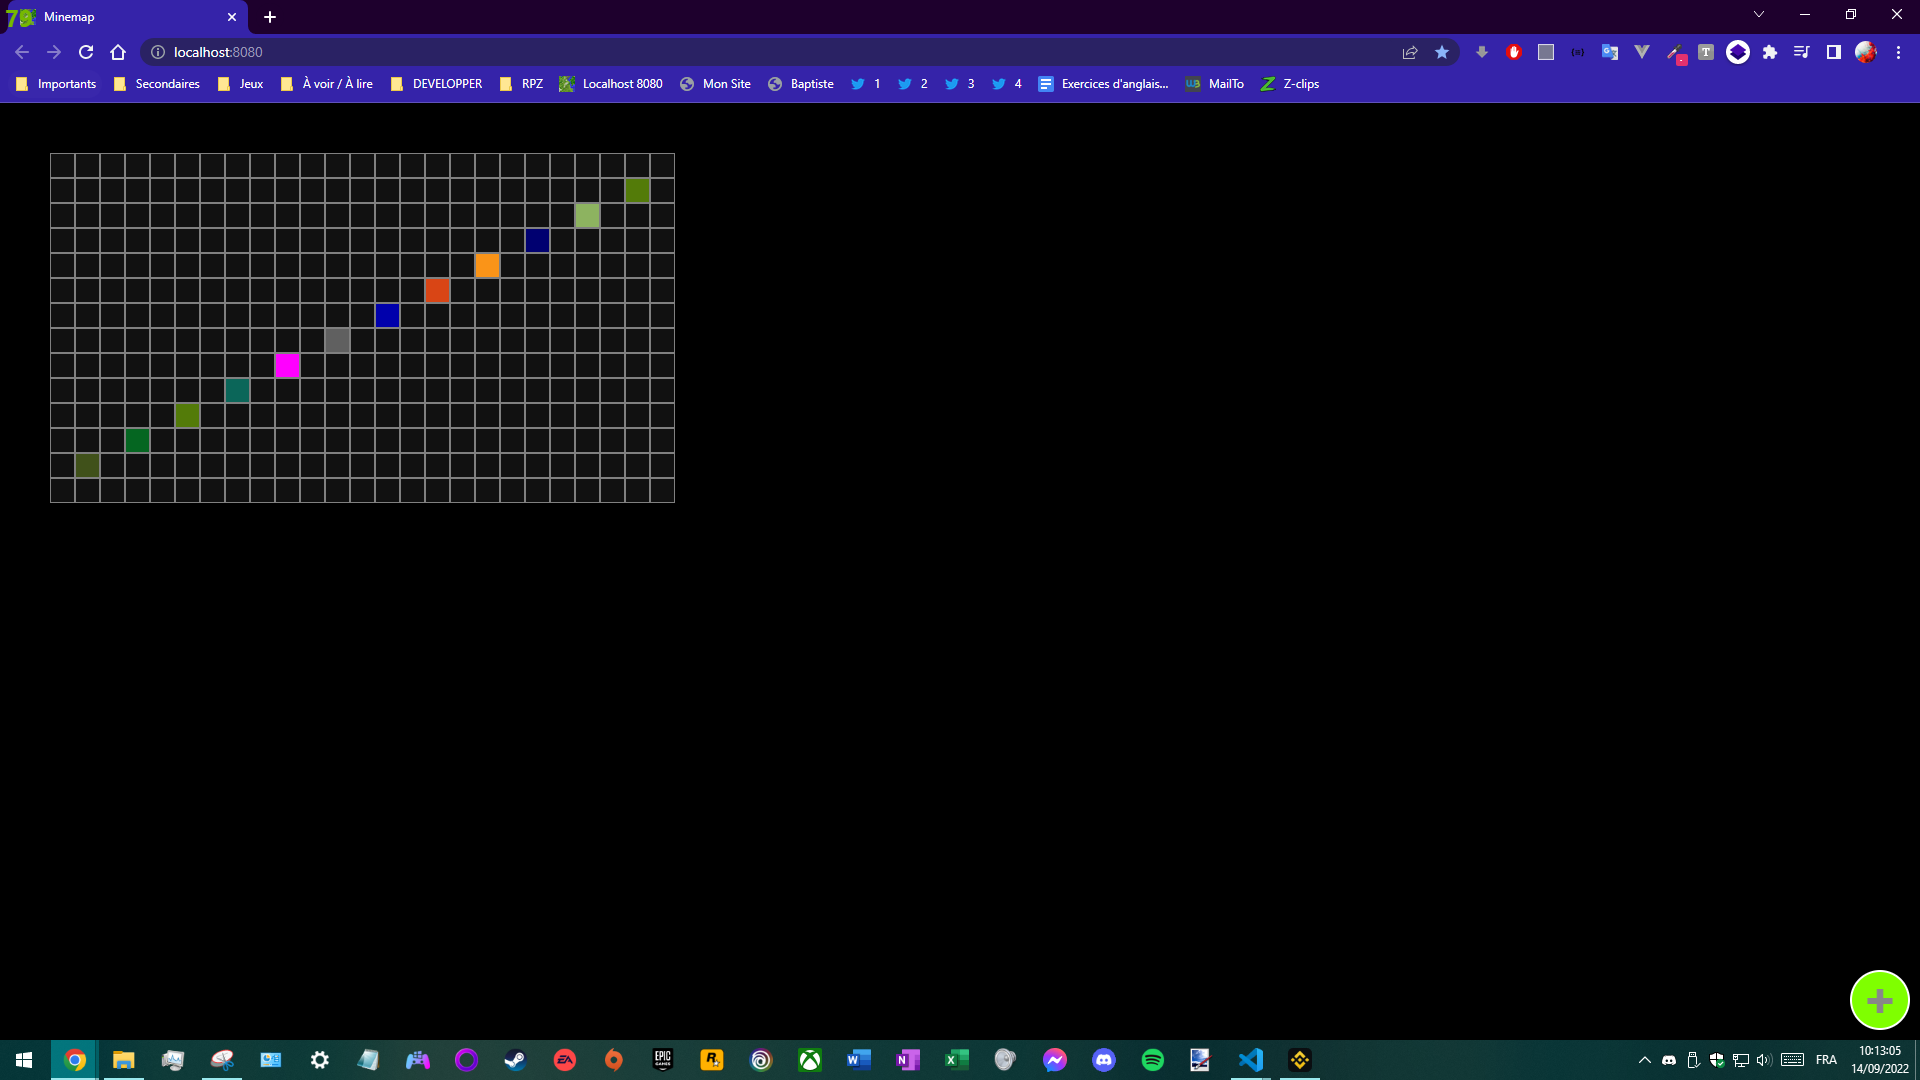 79
Minemap
localhost:8080
Importants Secondaires Jeux À voir / À lire DEVELOPPER RPZ Localhost 8080 Mon Site Baptiste 1 2 3 4 Exercices d'anglais... MailTo Z-clips
FRA
10:13:05
14/09/2022